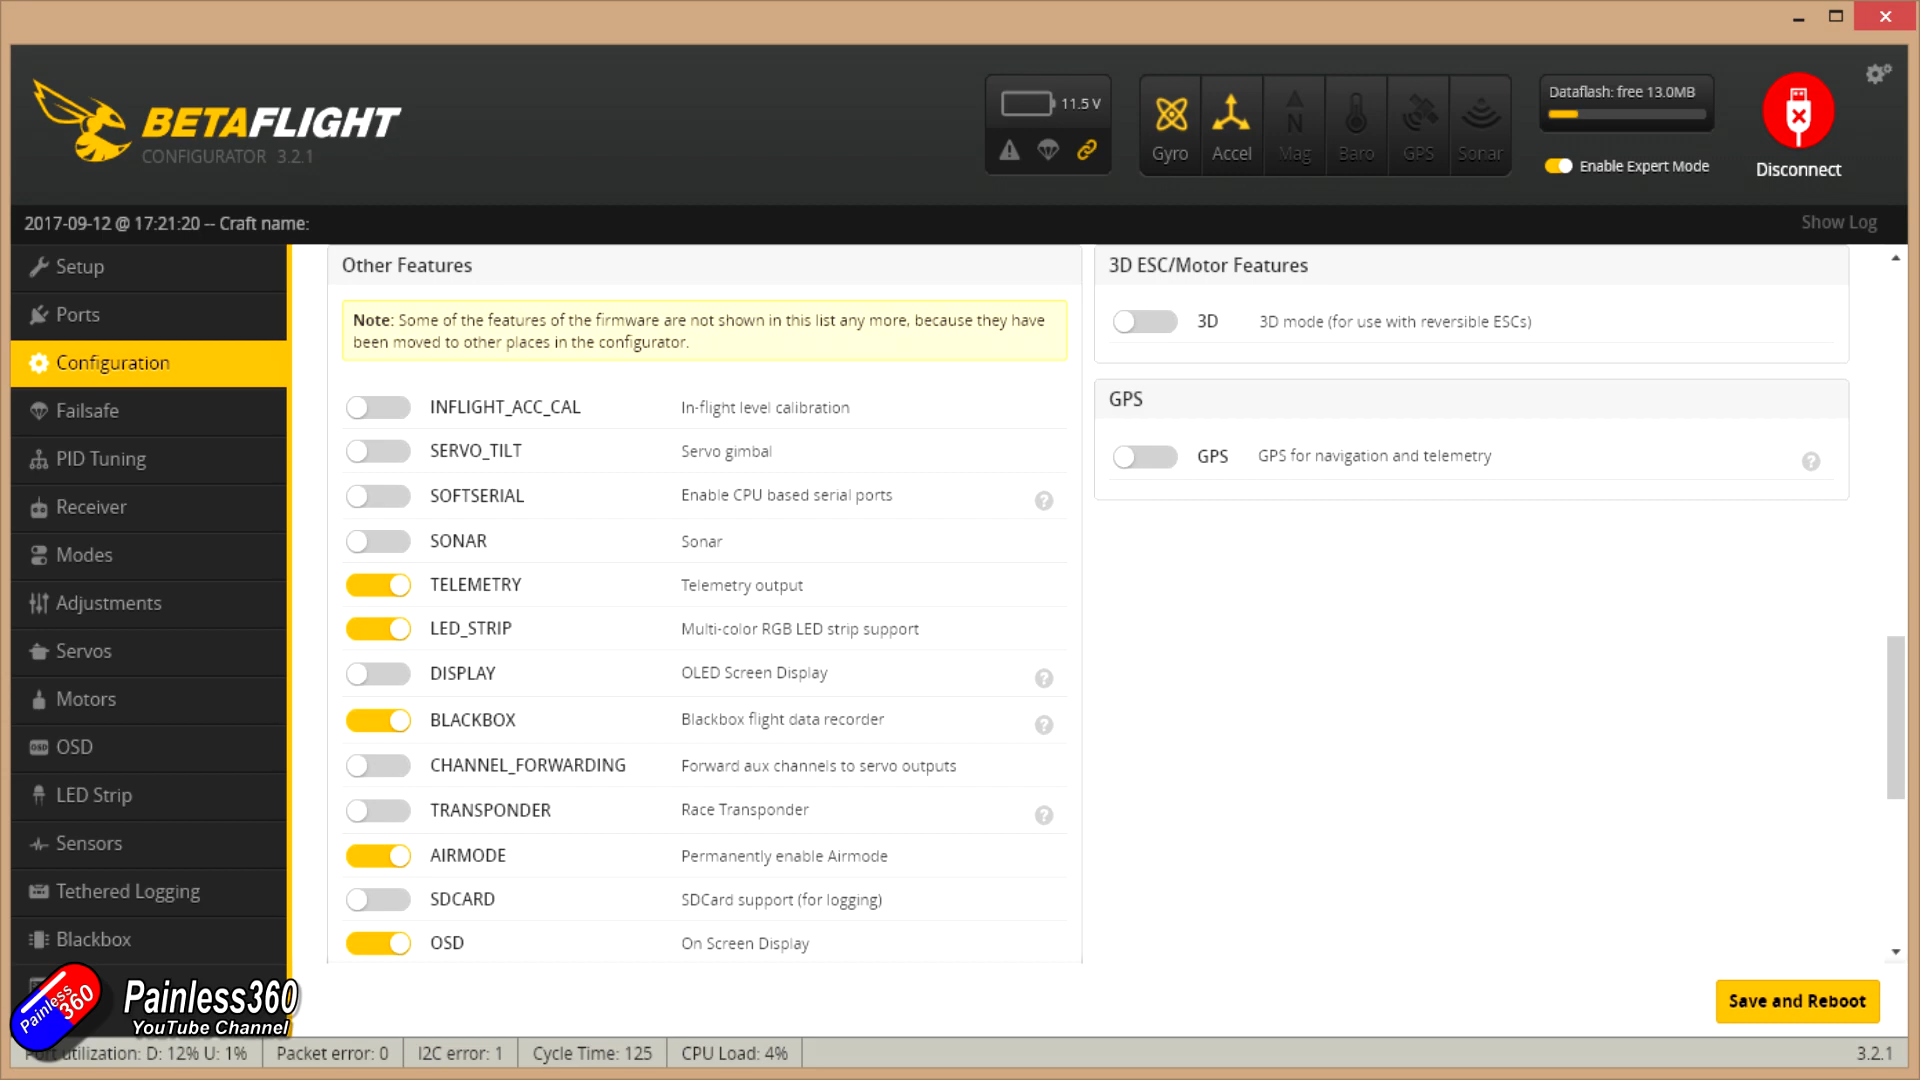 BETAFLIGHT
CONFIGURATOR 3.2.1
11.5 V
Gyro
Accel
Mag
Baro
GPS
Sonar
Dataflash: free 13.0MB
Enable Expert Mode
Disconnect
2017-09-12 @ 17:21:20 -- Craft name:
Show Log
Setup
Ports
Configuration
Failsafe
PID Tuning
Receiver
Modes
Adjustments
Servos
Motors
OSD
LED Strip
Sensors
Tethered Logging
Blackbox
Other Features
Note: Some of the features of the firmware are not shown in this list any more, because they have
been moved to other places in the configurator.
INFLIGHT_ACC_CAL In-flight level calibration
SERVO_TILT Servo gimbal
SOFTSERIAL Enable CPU based serial ports ?
SONAR Sonar
TELEMETRY Telemetry output
LED_STRIP Multi-color RGB LED strip support
DISPLAY OLED Screen Display ?
BLACKBOX Blackbox flight data recorder ?
CHANNEL_FORWARDING Forward aux channels to servo outputs
TRANSPONDER Race Transponder ?
AIRMODE Permanently enable Airmode
SDCARD SDCard support (for logging)
OSD On Screen Display
3D ESC/Motor Features
3D 3D mode (for use with reversible ESCs)
GPS
GPS GPS for navigation and telemetry ?
Save and Reboot
Painless360
Painless360
YouTube Channel
Port utilization: D: 12% U: 1% Packet error: 0 I2C error: 1 Cycle Time: 125 CPU Load: 4% 3.2.1